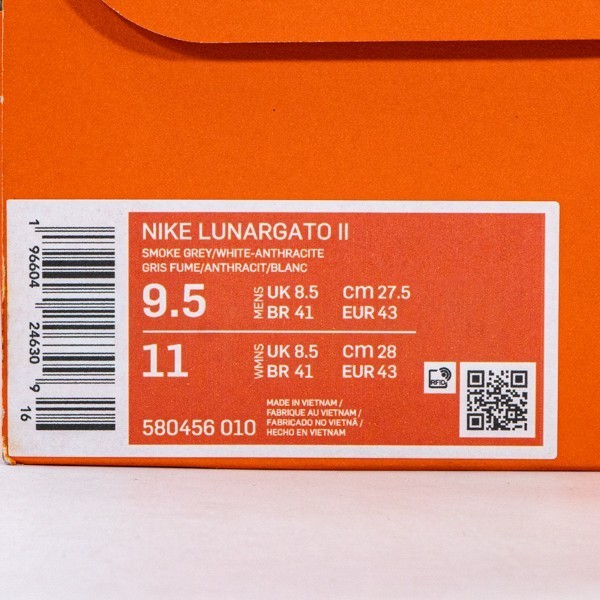 NIKE LUNARGATO II
SMOKE GREY/WHITE-ANTHRACITE
GRIS FUME/ANTHRACIT/BLANC
9.5 MENS UK 8.5 cm 27.5
BR 41 EUR 43
11 WMNS UK 8.5 cm 28
BR 41 EUR 43
580456 010
MADE IN VIETNAM /
FABRIQUE AU VIETNAM /
FABRICADO NO VIETNÃ /
HECHO EN VIETNAM
RFID
1 96604 24630 9 16